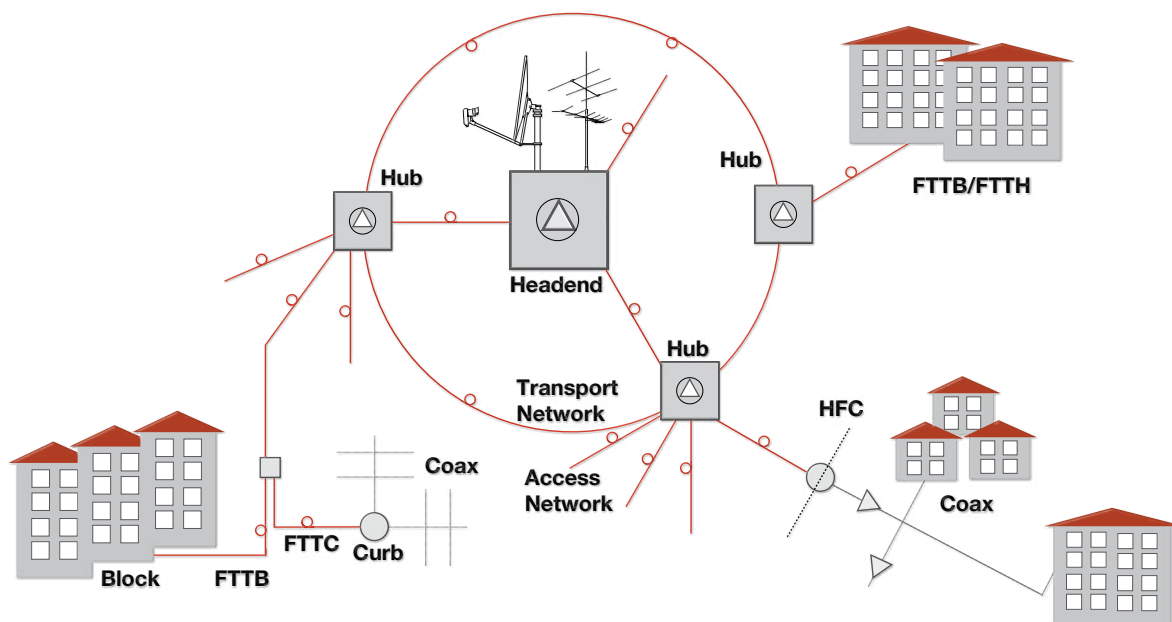 Hub
Hub
FTTB/FTTH
Headend
Hub
Transport
Network
HFC
Coax
Access
Network
Coax
FTTC
Curb
Block
FTTB